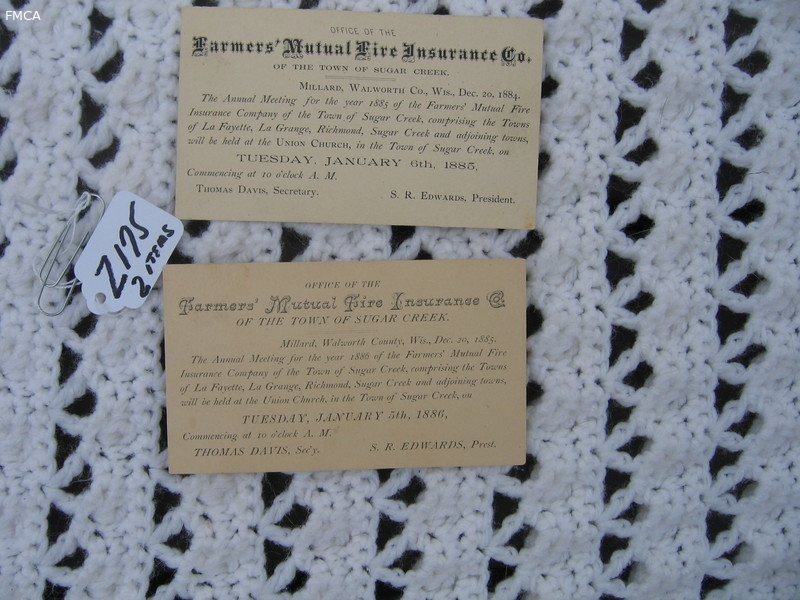 FMCA
OFFICE OF THE
Farmers' Mutual Fire Insurance Co.
OF THE TOWN OF SUGAR CREEK.
MILLARD, WALWORTH CO., WIS., DEC. 20, 1884.
The Annual Meeting for the year 1885 of the Farmers' Mutual Fire
Insurance Company of the Town of Sugar Creek, comprising the Towns
of La Fayette, La Grange, Richmond, Sugar Creek and adjoining towns,
will be held at the UNION CHURCH, in the Town of Sugar Creek, on
TUESDAY, JANUARY 6th, 1885,
Commencing at 10 o'clock A. M.
THOMAS DAVIS, Secretary. S. R. EDWARDS, President.
2175
2 ITEMS
OFFICE OF THE
Farmers' Mutual Fire Insurance Co
OF THE TOWN OF SUGAR CREEK.
Millard, Walworth County, Wis., Dec. 20, 1885.
The Annual Meeting for the year 1886 of the Farmers' Mutual Fire
Insurance Company of the Town of Sugar Creek, comprising the Towns
of La Fayette, La Grange, Richmond, Sugar Creek and adjoining towns,
will be held at the Union Church, in the Town of Sugar Creek, on
TUESDAY, JANUARY 5th, 1886,
Commencing at 10 o'clock A. M.
THOMAS DAVIS, Sec'y. S. R. EDWARDS, Prest.